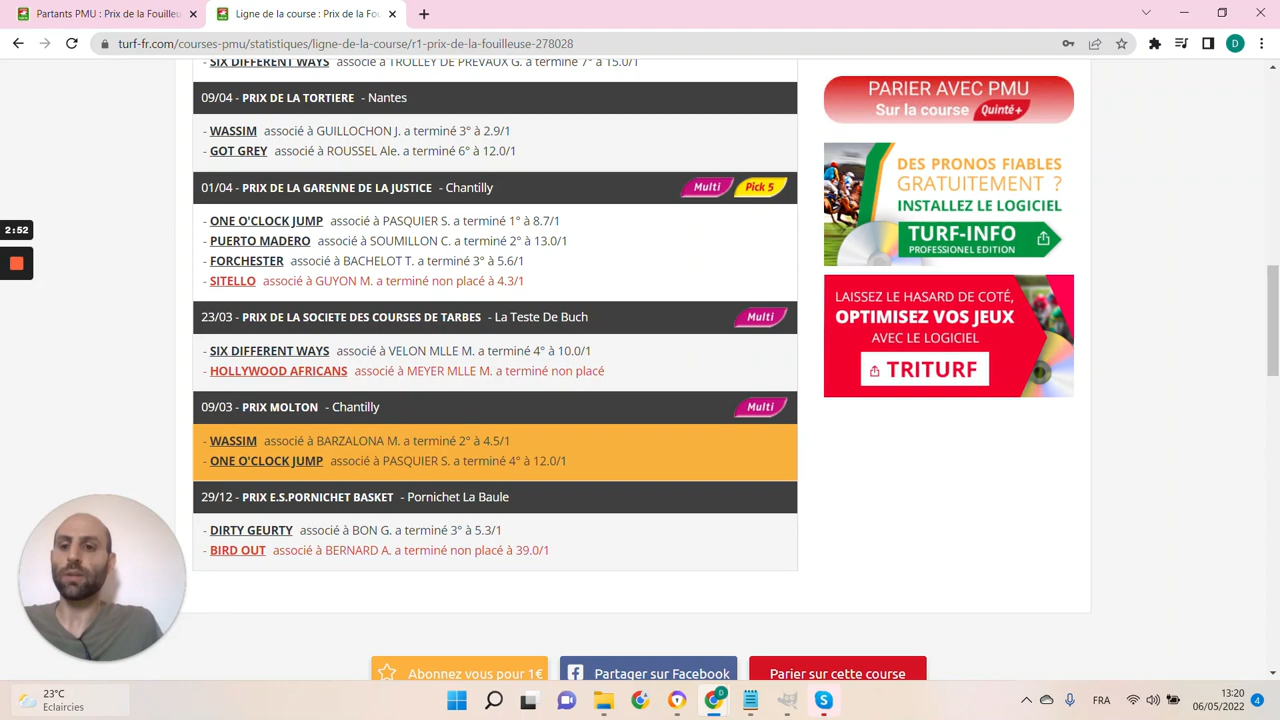 Partants PMU : Prix de la Fouilleu
Ligne de la course : Prix de la Fou
turf-fr.com/courses-pmu/statistiques/ligne-de-la-course/r1-prix-de-la-fouilleuse-278028
D
- SIX DIFFERENT WAYS associé à TROLLEY DE PREVAUX G. a terminé 7° à 15.0/1
09/04 - PRIX DE LA TORTIERE - Nantes
- WASSIM associé à GUILLOCHON J. a terminé 3° à 2.9/1
- GOT GREY associé à ROUSSEL Ale. a terminé 6° à 12.0/1
01/04 - PRIX DE LA GARENNE DE LA JUSTICE - Chantilly Multi Pick 5
- ONE O'CLOCK JUMP associé à PASQUIER S. a terminé 1° à 8.7/1
- PUERTO MADERO associé à SOUMILLON C. a terminé 2° à 13.0/1
- FORCHESTER associé à BACHELOT T. a terminé 3° à 5.6/1
- SITELLO associé à GUYON M. a terminé non placé à 4.3/1
23/03 - PRIX DE LA SOCIETE DES COURSES DE TARBES - La Teste De Buch Multi
- SIX DIFFERENT WAYS associé à VELON MLLE M. a terminé 4° à 10.0/1
- HOLLYWOOD AFRICANS associé à MEYER MLLE M. a terminé non placé
09/03 - PRIX MOLTON - Chantilly Multi
- WASSIM associé à BARZALONA M. a terminé 2° à 4.5/1
- ONE O'CLOCK JUMP associé à PASQUIER S. a terminé 4° à 12.0/1
29/12 - PRIX E.S.PORNICHET BASKET - Pornichet La Baule
- DIRTY GEURTY associé à BON G. a terminé 3° à 5.3/1
- BIRD OUT associé à BERNARD A. a terminé non placé à 39.0/1
PARIER AVEC PMU
Sur la course Quinté+
DES PRONOS FIABLES
GRATUITEMENT ?
INSTALLEZ LE LOGICIEL
TURF-INFO
PROFESSIONEL EDITION
LAISSEZ LE HASARD DE COTÉ,
OPTIMISEZ VOS JEUX
AVEC LE LOGICIEL
TRITURF
2:52
Abonnez vous pour 1€
Partager sur Facebook
Parier sur cette course
23°C
Eclaircies
D
FRA
13:20
06/05/2022
4